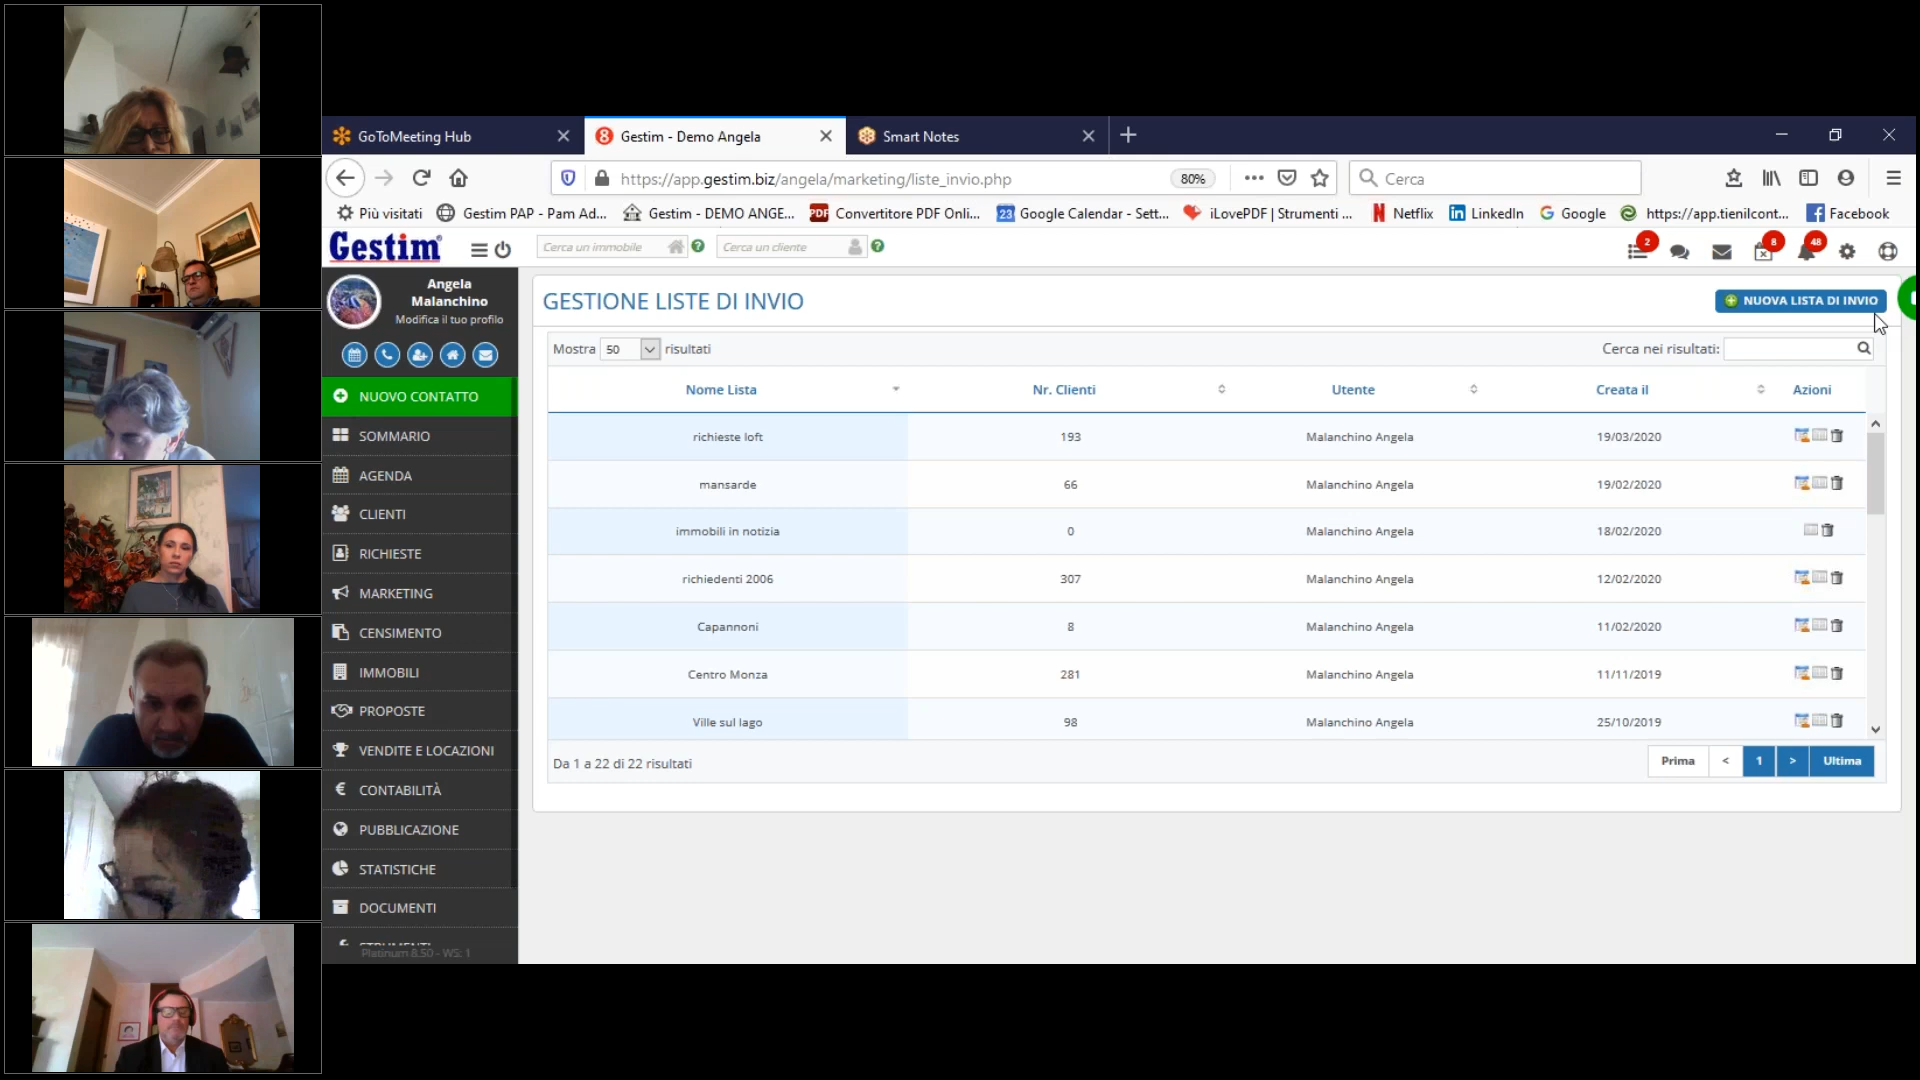 GoToMeeting Hub
Gestim - Demo Angela
Smart Notes
https://app.gestim.biz/angela/marketing/liste_invio.php
80%
Cerca
Più visitati
Gestim PAP - Pam Ad...
Gestim - DEMO ANGE...
PDF Convertitore PDF Onli...
23 Google Calendar - Sett...
iLovePDF | Strumenti ...
Netflix
LinkedIn
Google
https://app.tienilcont...
Facebook
Gestim
Cerca un immobile
Cerca un cliente
2
8
48
Angela
Malanchino
Modifica il tuo profilo
NUOVO CONTATTO
SOMMARIO
AGENDA
CLIENTI
RICHIESTE
MARKETING
CENSIMENTO
IMMOBILI
PROPOSTE
VENDITE E LOCAZIONI
CONTABILITÀ
PUBBLICAZIONE
STATISTICHE
DOCUMENTI
STRUMENTI
Platinum 8.50 - WS: 1
GESTIONE LISTE DI INVIO
NUOVA LISTA DI INVIO
Mostra 50 risultati
Cerca nei risultati:
Nome Lista Nr. Clienti Utente Creata il Azioni
richieste loft 193 Malanchino Angela 19/03/2020
mansarde 66 Malanchino Angela 19/02/2020
immobili in notizia 0 Malanchino Angela 18/02/2020
richiedenti 2006 307 Malanchino Angela 12/02/2020
Capannoni 8 Malanchino Angela 11/02/2020
Centro Monza 281 Malanchino Angela 11/11/2019
Ville sul lago 98 Malanchino Angela 25/10/2019
Da 1 a 22 di 22 risultati
Prima < 1 > Ultima